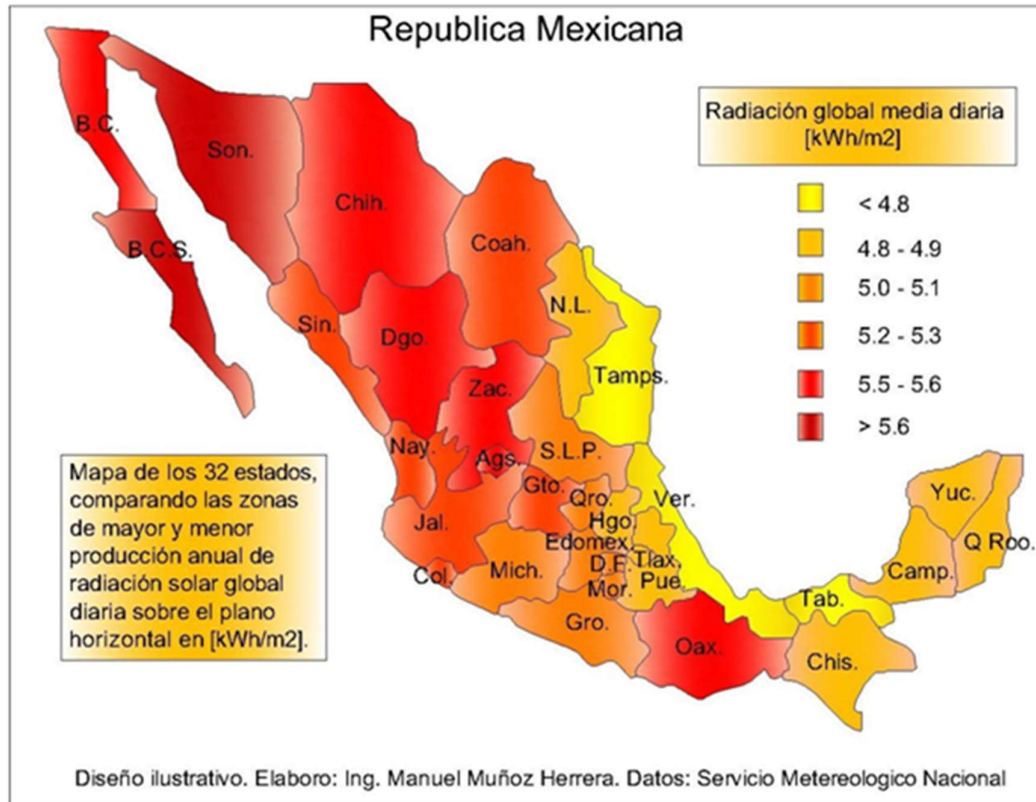 Republica Mexicana
Radiación global media diaria
[kWh/m2]
< 4.8
4.8 - 4.9
5.0 - 5.1
5.2 - 5.3
5.5 - 5.6
> 5.6
B.C.
Son.
Chih.
B.C.S.
Coah.
N.L.
Sin.
Dgo.
Tamps.
Zac.
Nay.
Ags.
S.L.P.
Gto.
Qro.
Ver.
Hgo.
Jal.
Edomex.
Yuc.
Q Roo.
Col.
Mich.
D.F.
Tlax.
Pue.
Mor.
Camp.
Tab.
Gro.
Oax.
Chis.
Mapa de los 32 estados,
comparando las zonas
de mayor y menor
producción anual de
radiación solar global
diaria sobre el plano
horizontal en [kWh/m2].
Diseño ilustrativo. Elaboro: Ing. Manuel Muñoz Herrera. Datos: Servicio Metereologico Nacional